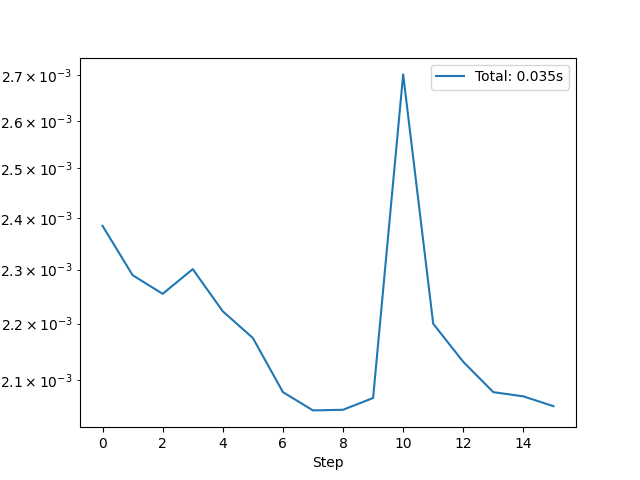 Total: 0.035s
2.7 × 10⁻³
2.6 × 10⁻³
2.5 × 10⁻³
2.4 × 10⁻³
2.3 × 10⁻³
2.2 × 10⁻³
2.1 × 10⁻³
0 2 4 6 8 10 12 14
Step